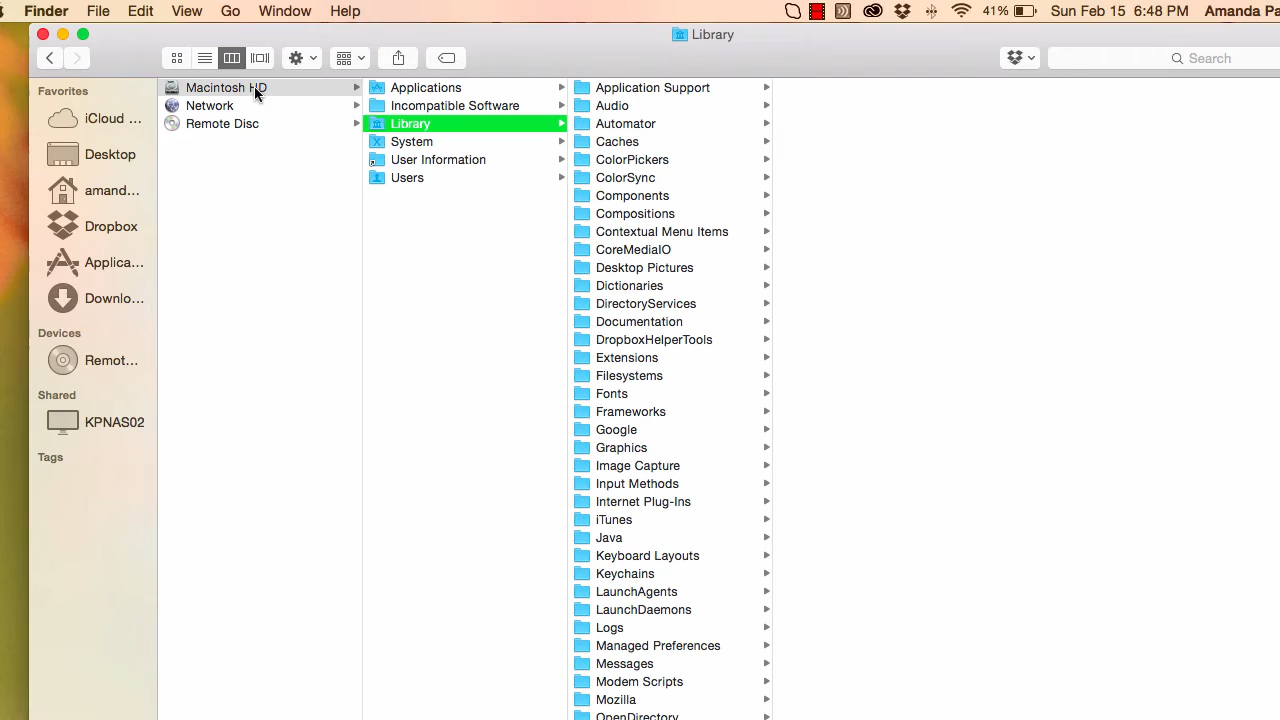 Finder File Edit View Go Window Help 41% Sun Feb 15 6:48 PM Amanda Pa
Library
Search
Favorites
iCloud ...
Desktop
amand...
Dropbox
Applica...
Downlo...
Devices
Remot...
Shared
KPNAS02
Tags
Macintosh HD
Network
Remote Disc
Applications
Incompatible Software
Library
System
User Information
Users
Application Support
Audio
Automator
Caches
ColorPickers
ColorSync
Components
Compositions
Contextual Menu Items
CoreMediaIO
Desktop Pictures
Dictionaries
DirectoryServices
Documentation
DropboxHelperTools
Extensions
Filesystems
Fonts
Frameworks
Google
Graphics
Image Capture
Input Methods
Internet Plug-Ins
iTunes
Java
Keyboard Layouts
Keychains
LaunchAgents
LaunchDaemons
Logs
Managed Preferences
Messages
Modem Scripts
Mozilla
OpenDirectory